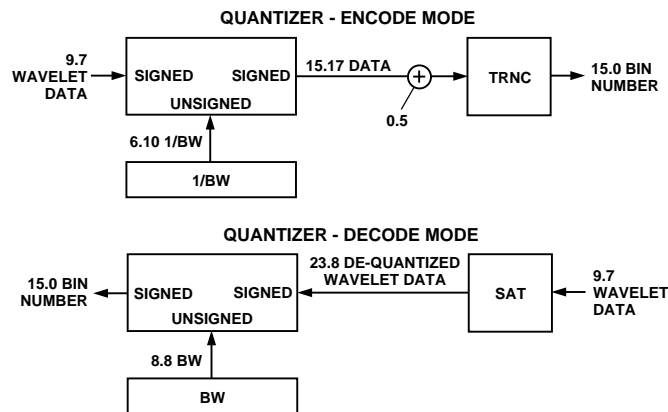 QUANTIZER - ENCODE MODE
9.7
WAVELET
DATA
SIGNED
SIGNED
UNSIGNED
15.17 DATA
0.5
TRNC
15.0 BIN
NUMBER
6.10 1/BW
1/BW
QUANTIZER - DECODE MODE
15.0 BIN
NUMBER
SIGNED
SIGNED
UNSIGNED
23.8 DE-QUANTIZED
WAVELET DATA
SAT
9.7
WAVELET
DATA
8.8 BW
BW